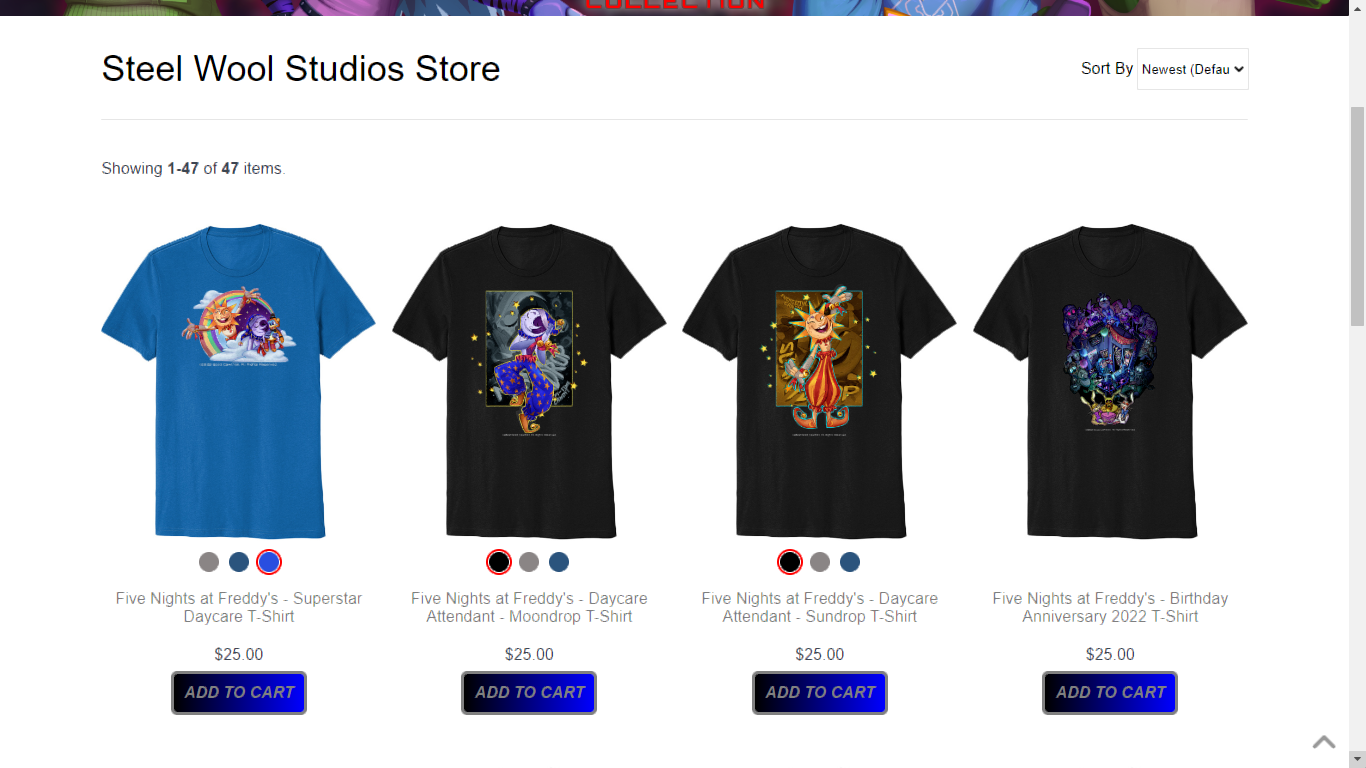 COLLECTION
Steel Wool Studios Store
Sort By Newest (Defau
Showing 1-47 of 47 items.
Five Nights at Freddy's - Superstar
Daycare T-Shirt
$25.00
ADD TO CART
Five Nights at Freddy's - Daycare
Attendant - Moondrop T-Shirt
$25.00
ADD TO CART
Five Nights at Freddy's - Daycare
Attendant - Sundrop T-Shirt
$25.00
ADD TO CART
Five Nights at Freddy's - Birthday
Anniversary 2022 T-Shirt
$25.00
ADD TO CART